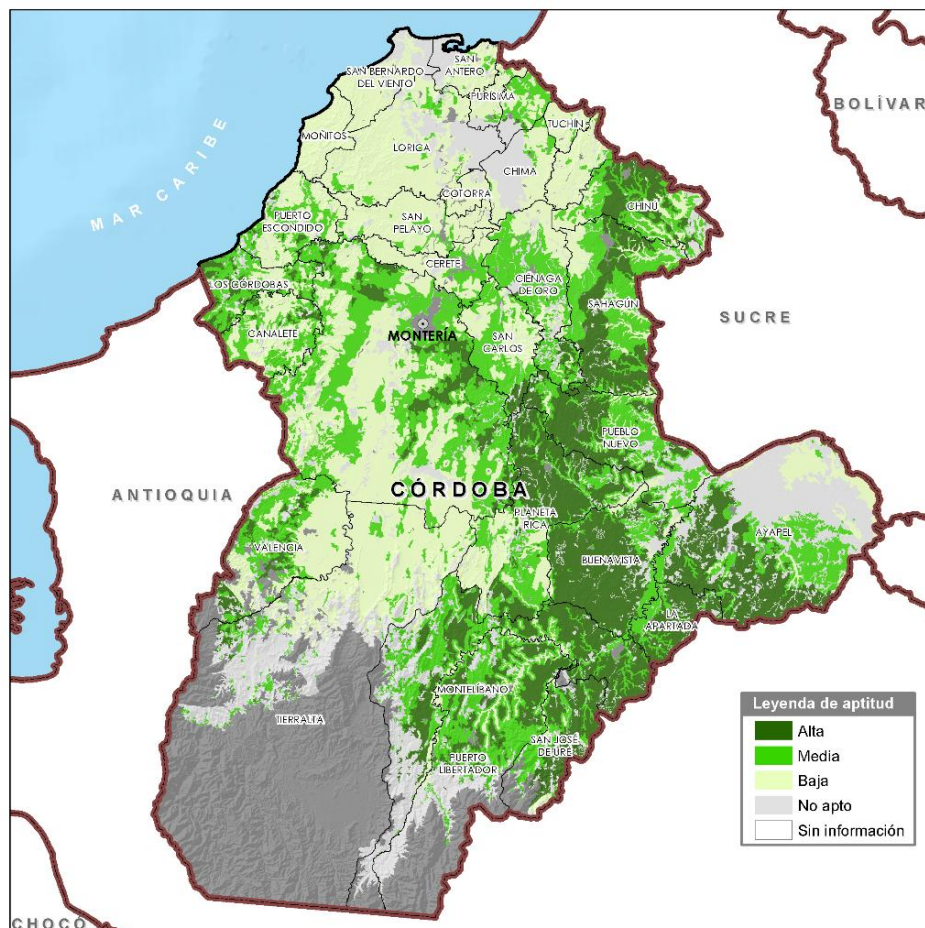 BOLÍVAR
SAN
ANTERO
SAN BERNARDO
DEL VIENTO
PURÍSIMA
TUCHÍN
MOÑITOS
LORICA
CHIMA
MAR CARIBE
COTORRA
CHINÚ
PUERTO
ESCONDIDO
SAN
PELAYO
CERETÉ
CIÉNAGA
DE ORO
LOS CÓRDOBAS
SAHAGÚN
SUCRE
CANALETE
MONTERÍA
SAN
CARLOS
PUEBLO
NUEVO
ANTIOQUIA
CÓRDOBA
PLANETA
RICA
AYAPEL
VALENCIA
BUENAVISTA
LA
APARTADA
MONTELÍBANO
TIERRALTA
SAN JOSÉ
DE URÉ
PUERTO
LIBERTADOR
Leyenda de aptitud
Alta
Media
Baja
No apto
Sin información
CHOCÓ